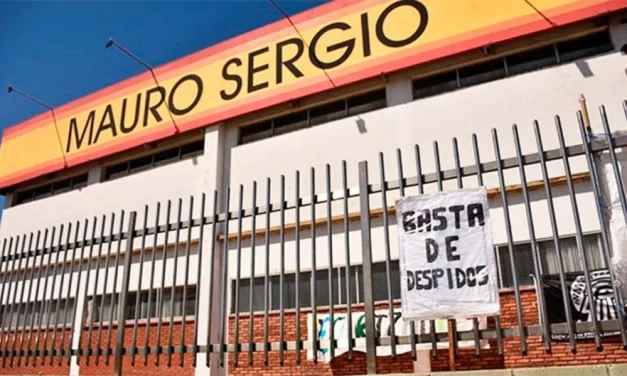 MAURO SERGIO
BASTA
DE
DESPIDOS